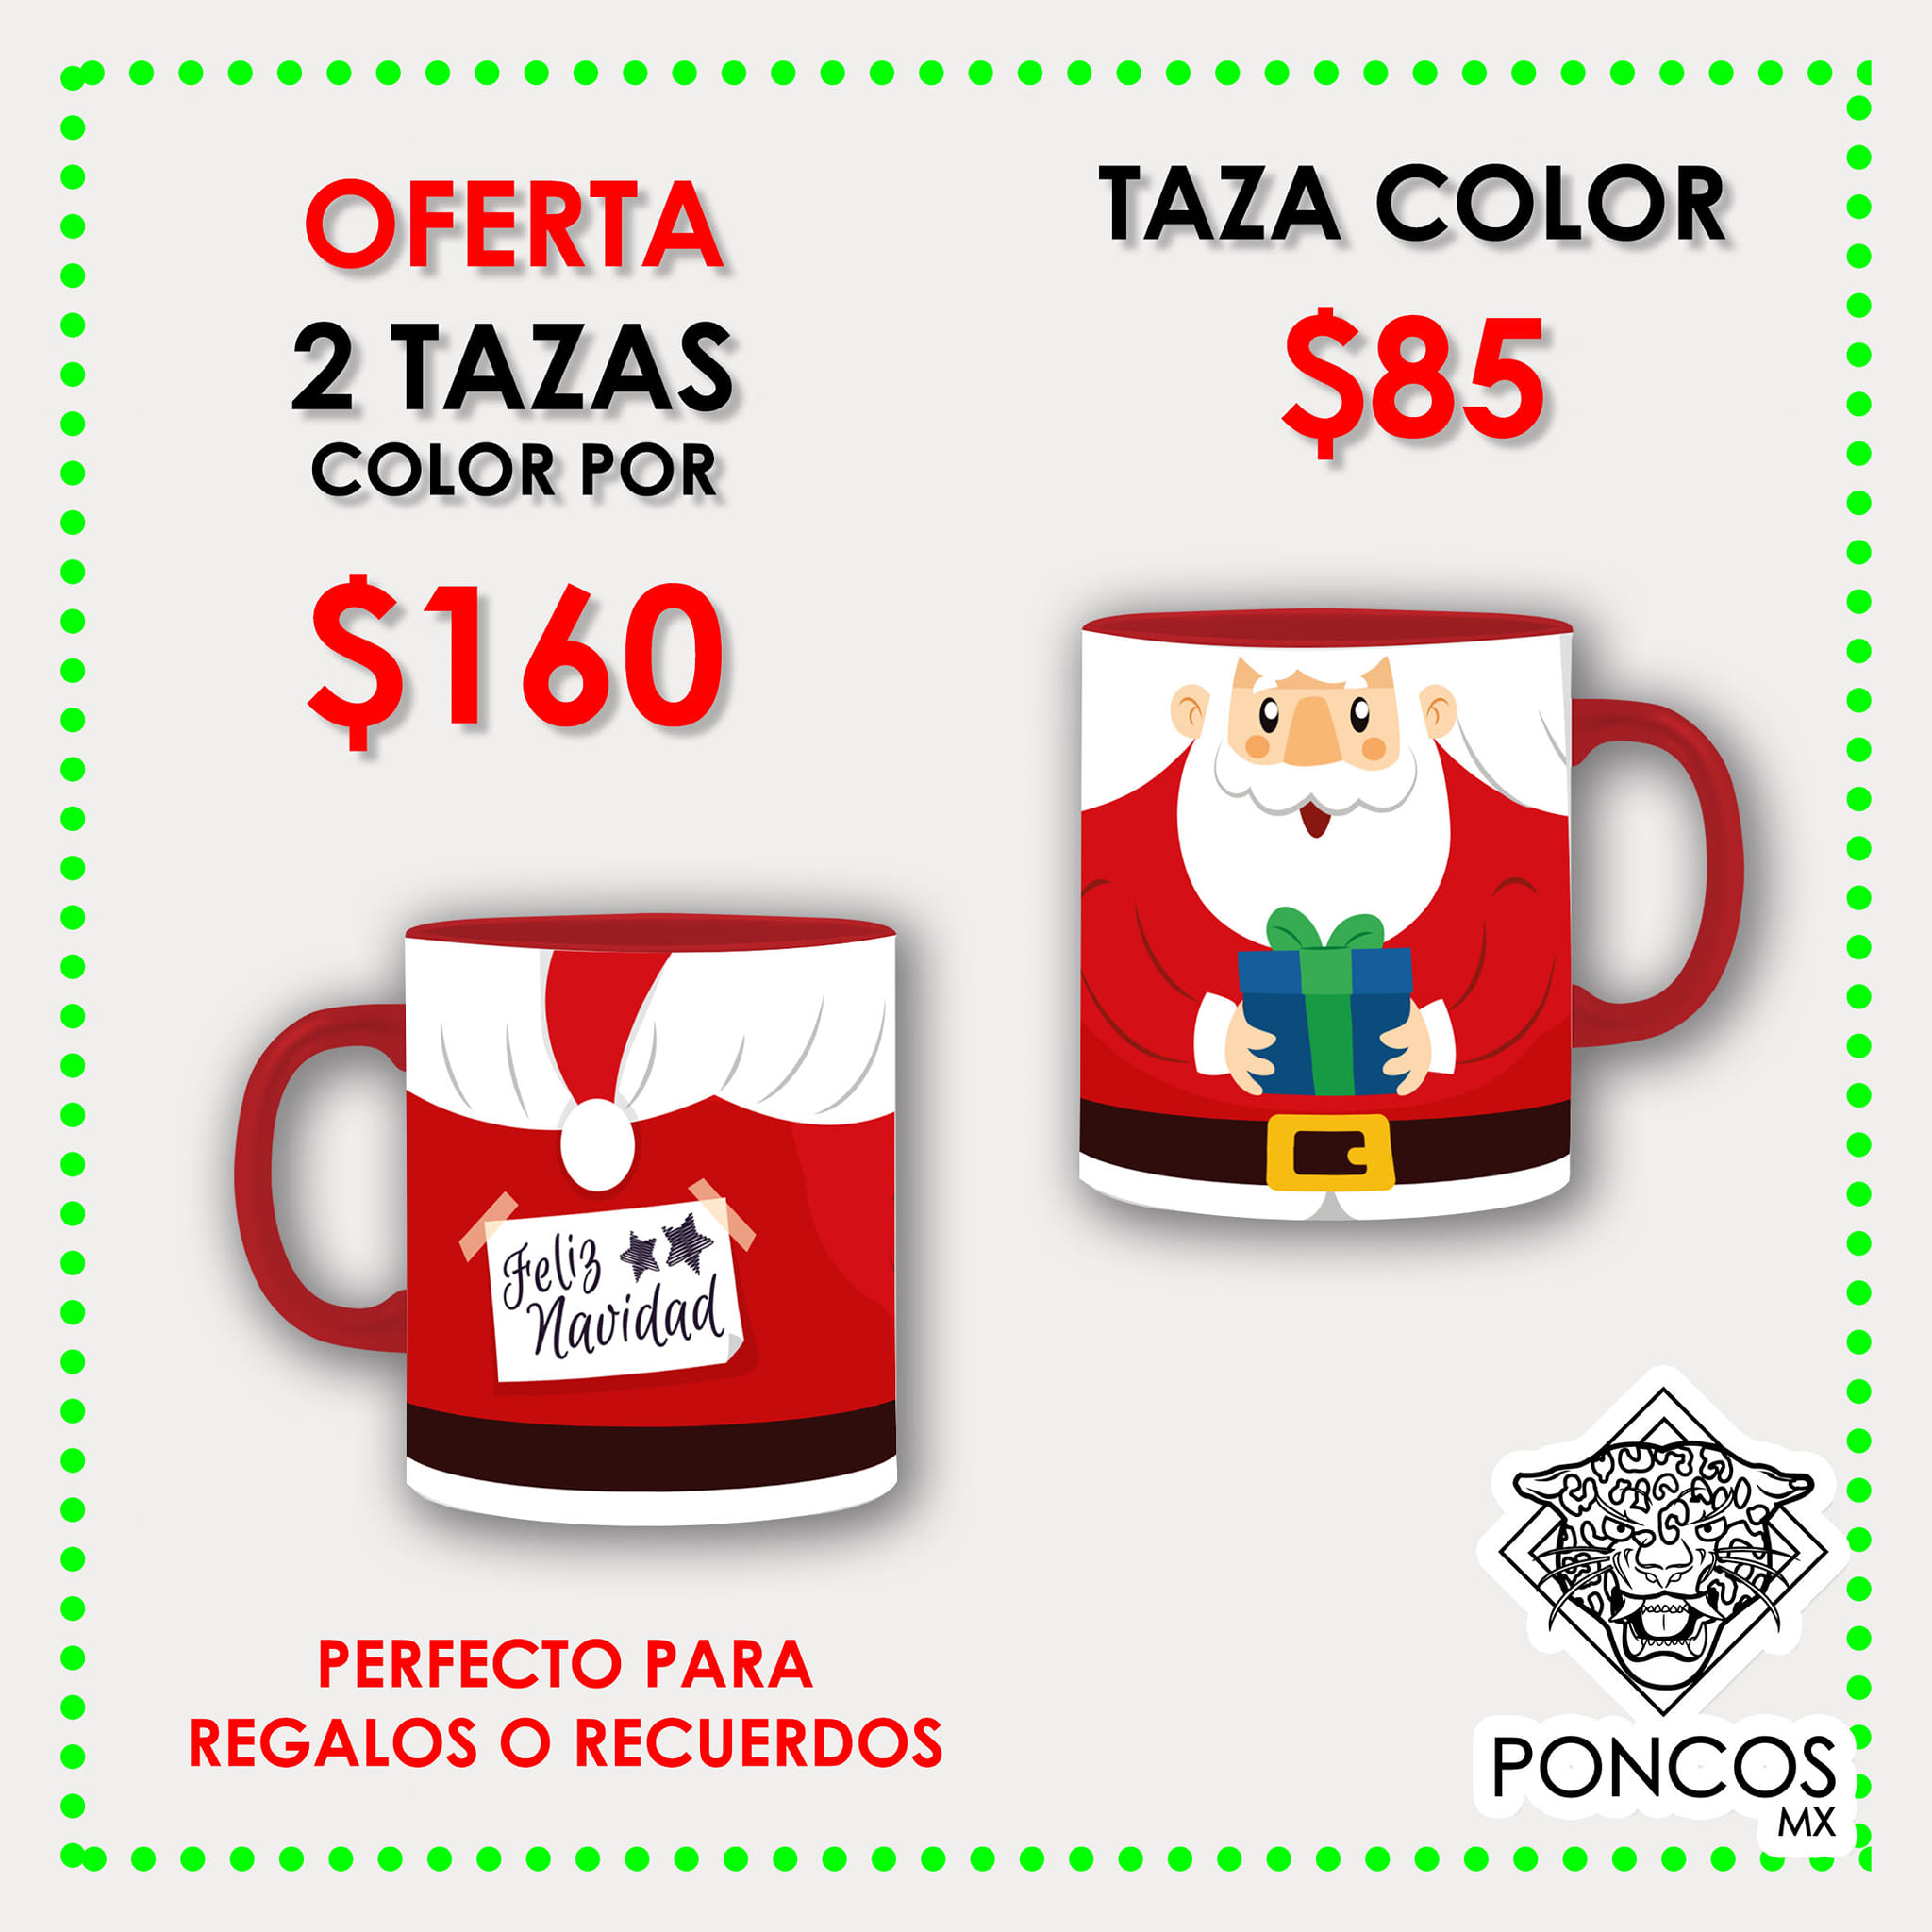 OFERTA
2 TAZAS
COLOR POR
$160
TAZA COLOR
$85
Feliz
Navidad
PERFECTO PARA
REGALOS O RECUERDOS
PONCOS
MX